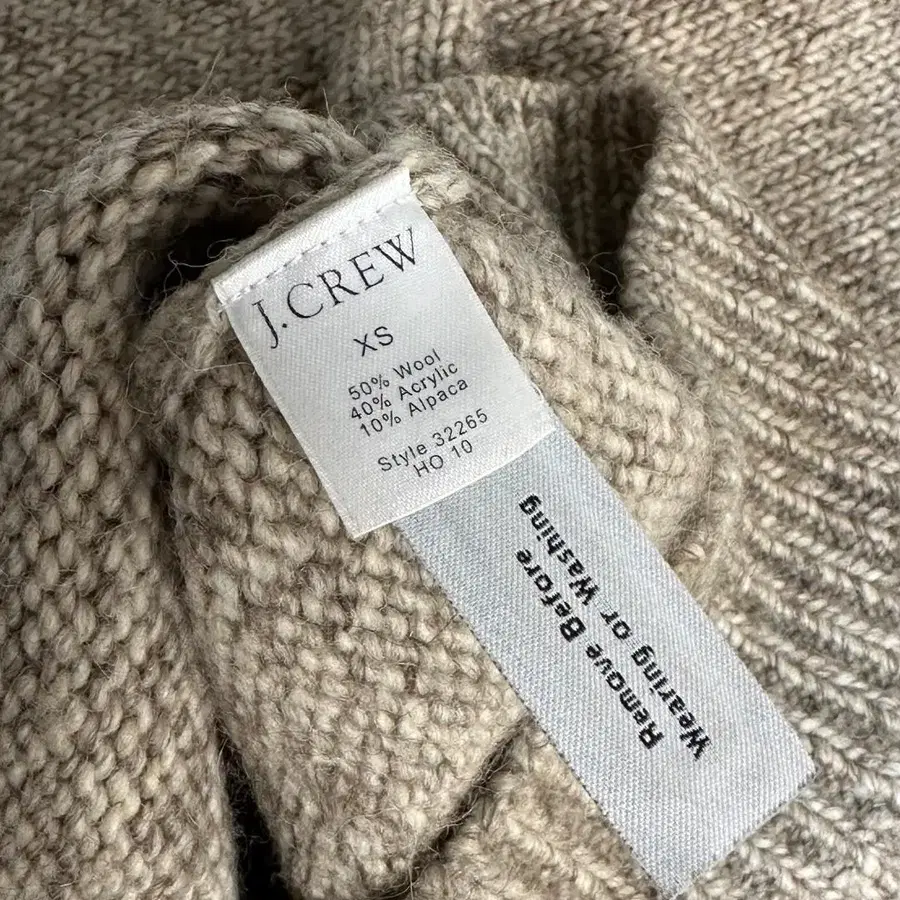 J.CREW
XS
50% Wool
40% Acrylic
10% Alpaca
Style 32265
HO 10
Remove Before
Wearing or Washing